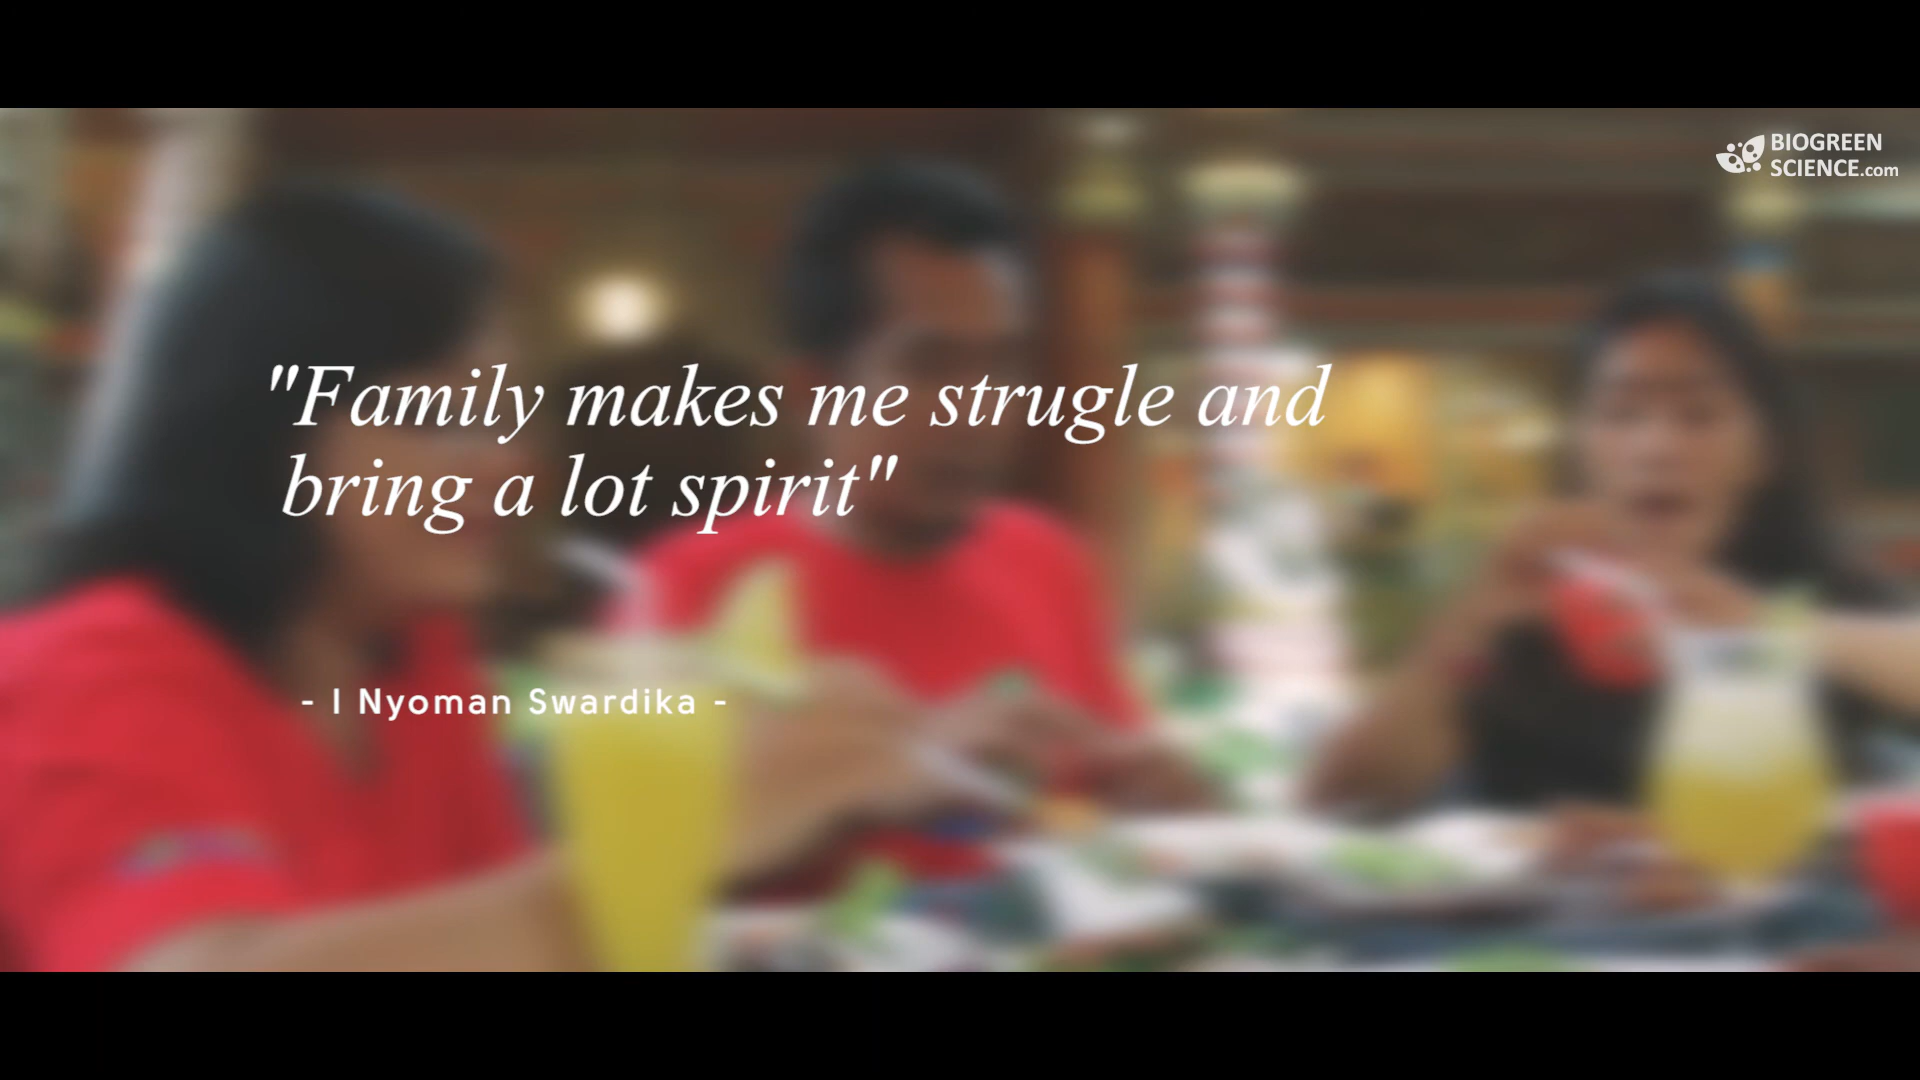 BIOGREEN
SCIENCE.com
"Family makes me strugle and
bring a lot spirit"
- I Nyoman Swardika -